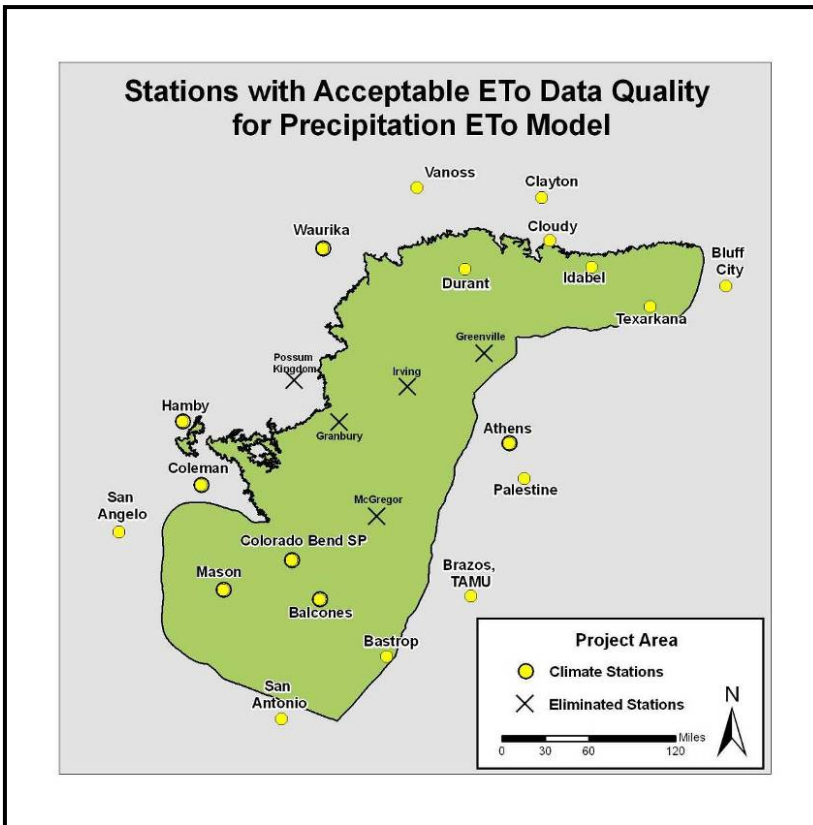 Stations with Acceptable ETo Data Quality
for Precipitation ETo Model
Vanoss
Clayton
Waurika
Cloudy
Bluff
City
Durant
Idabel
Texarkana
Greenville
Possum
Kingdom
Irving
Hamby
Granbury
Athens
Coleman
Palestine
San
Angelo
McGregor
Colorado Bend SP
Mason
Brazos,
TAMU
Balcones
Bastrop
San
Antonio
Project Area
Climate Stations
Eliminated Stations
N
Miles
0 30 60 120